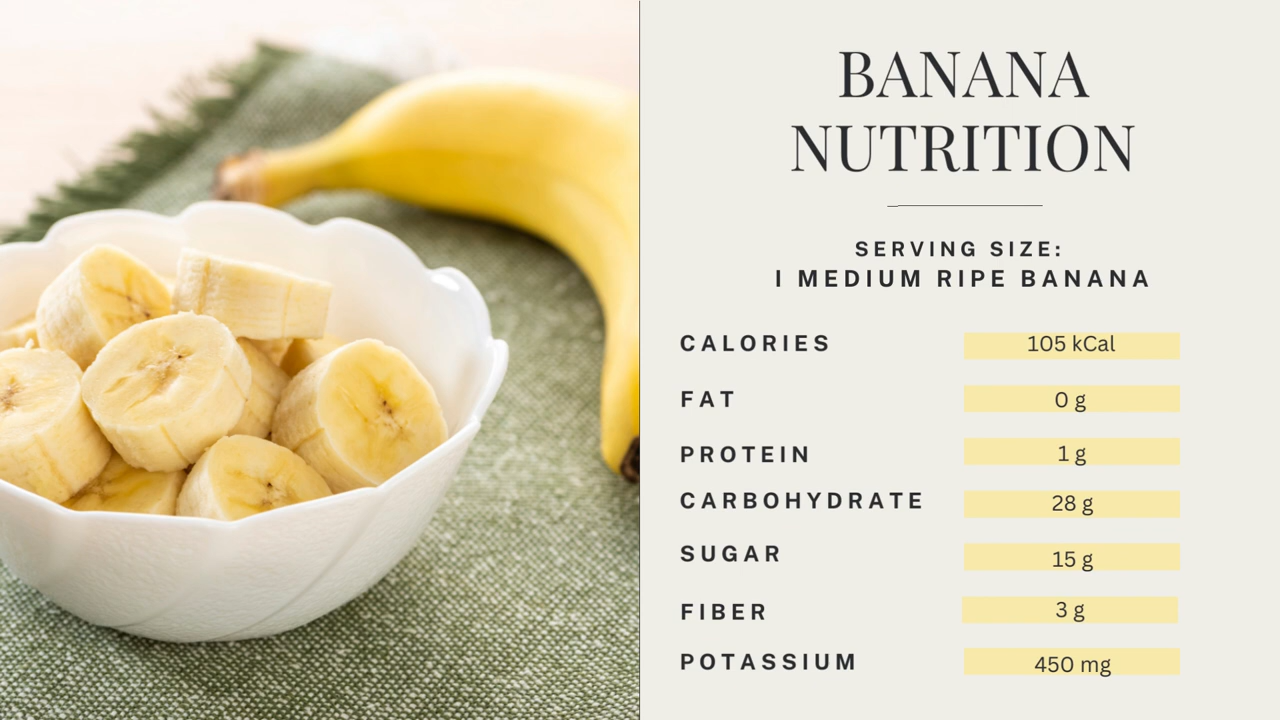 BANANA
NUTRITION
SERVING SIZE:
1 MEDIUM RIPE BANANA
CALORIES 105 kCal
FAT 0 g
PROTEIN 1 g
CARBOHYDRATE 28 g
SUGAR 15 g
FIBER 3 g
POTASSIUM 450 mg